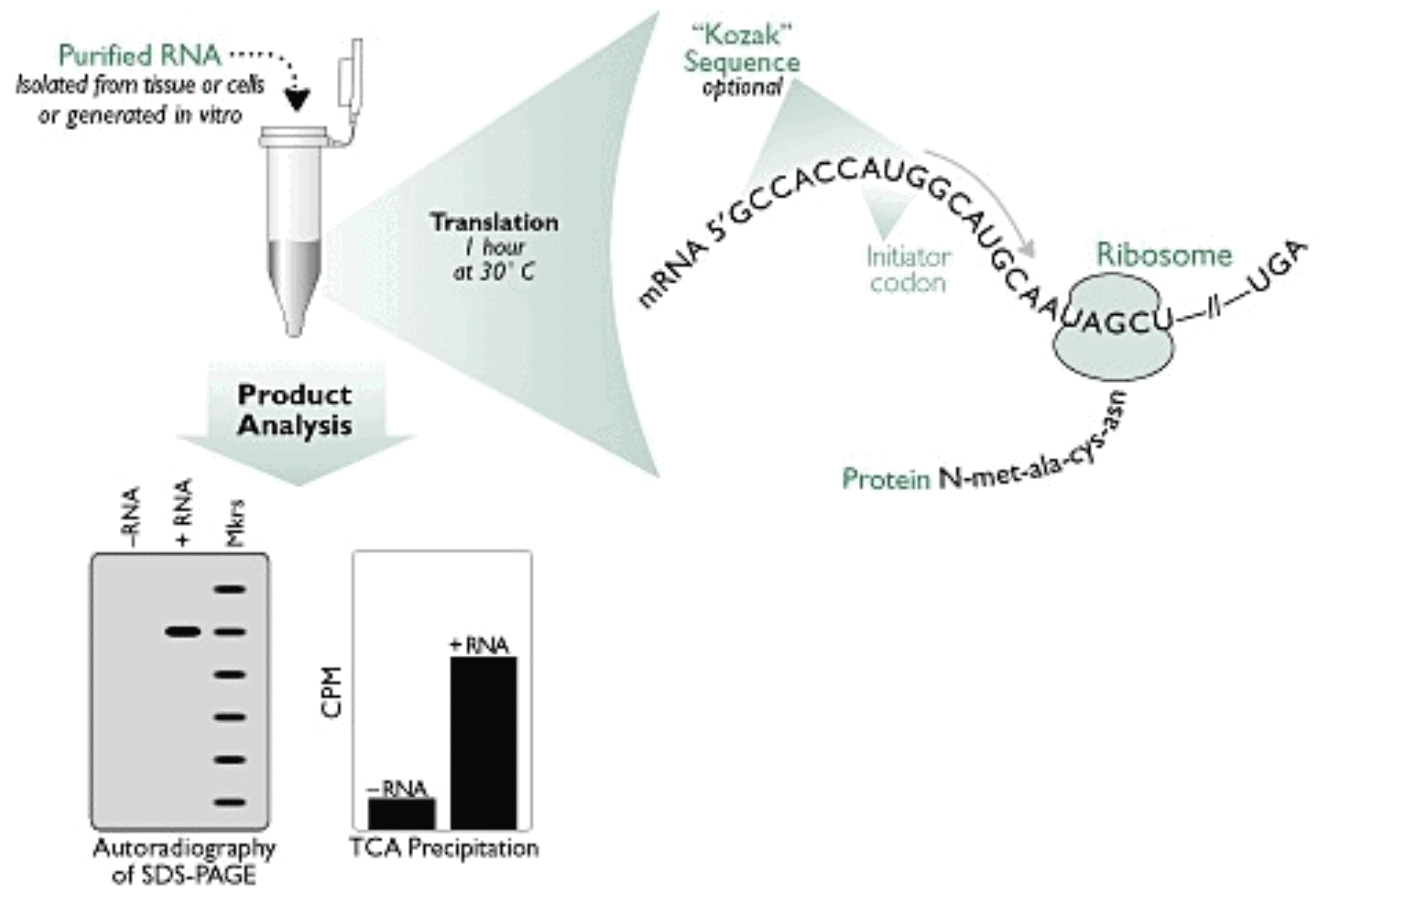 Purified RNA
Isolated from tissue or cells
or generated in vitro
Translation
1 hour
at 30° C
"Kozak"
Sequence
optional
mRNA 5'GCCACCAUGGCAUGCAAUAGCU—//—UGA
Initiator
codon
Ribosome
Protein N-met-ala-cys-asn
Product
Analysis
–RNA
+ RNA
Mkrs
Autoradiography
of SDS-PAGE
CPM
–RNA
+RNA
TCA Precipitation